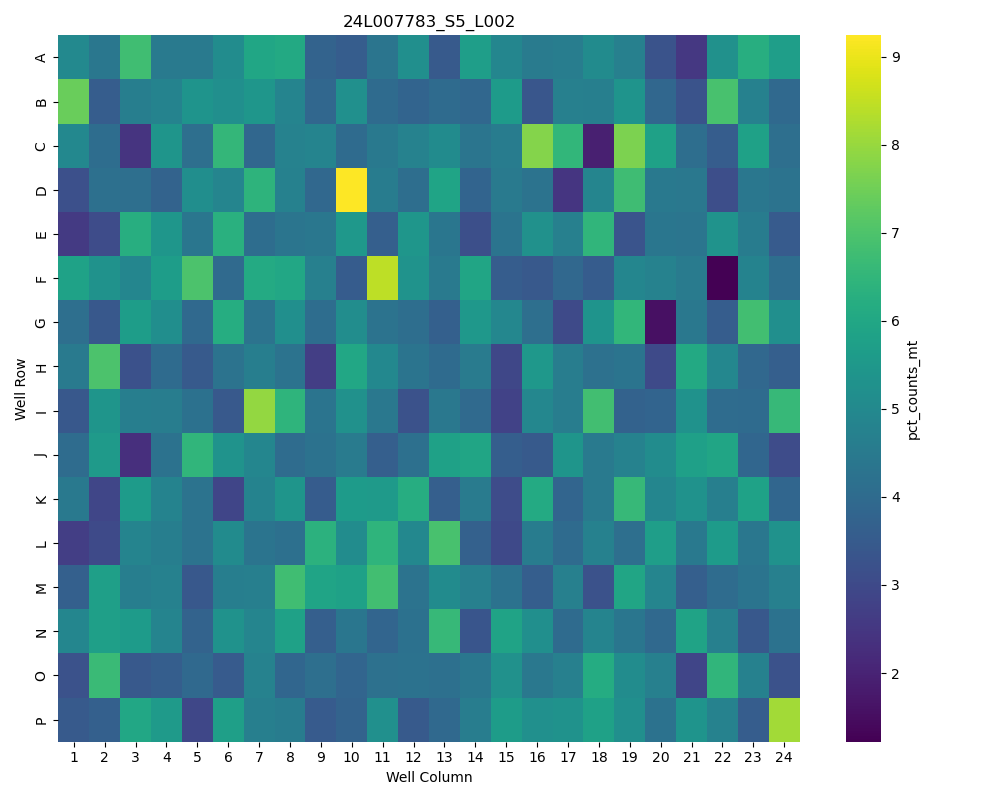 24L007783_S5_L002
Well Row
A
B
C
D
E
F
G
H
I
J
K
L
M
N
O
P
1 2 3 4 5 6 7 8 9 10 11 12 13 14 15 16 17 18 19 20 21 22 23 24
Well Column
9
8
7
6
5
4
3
2
pct_counts_mt